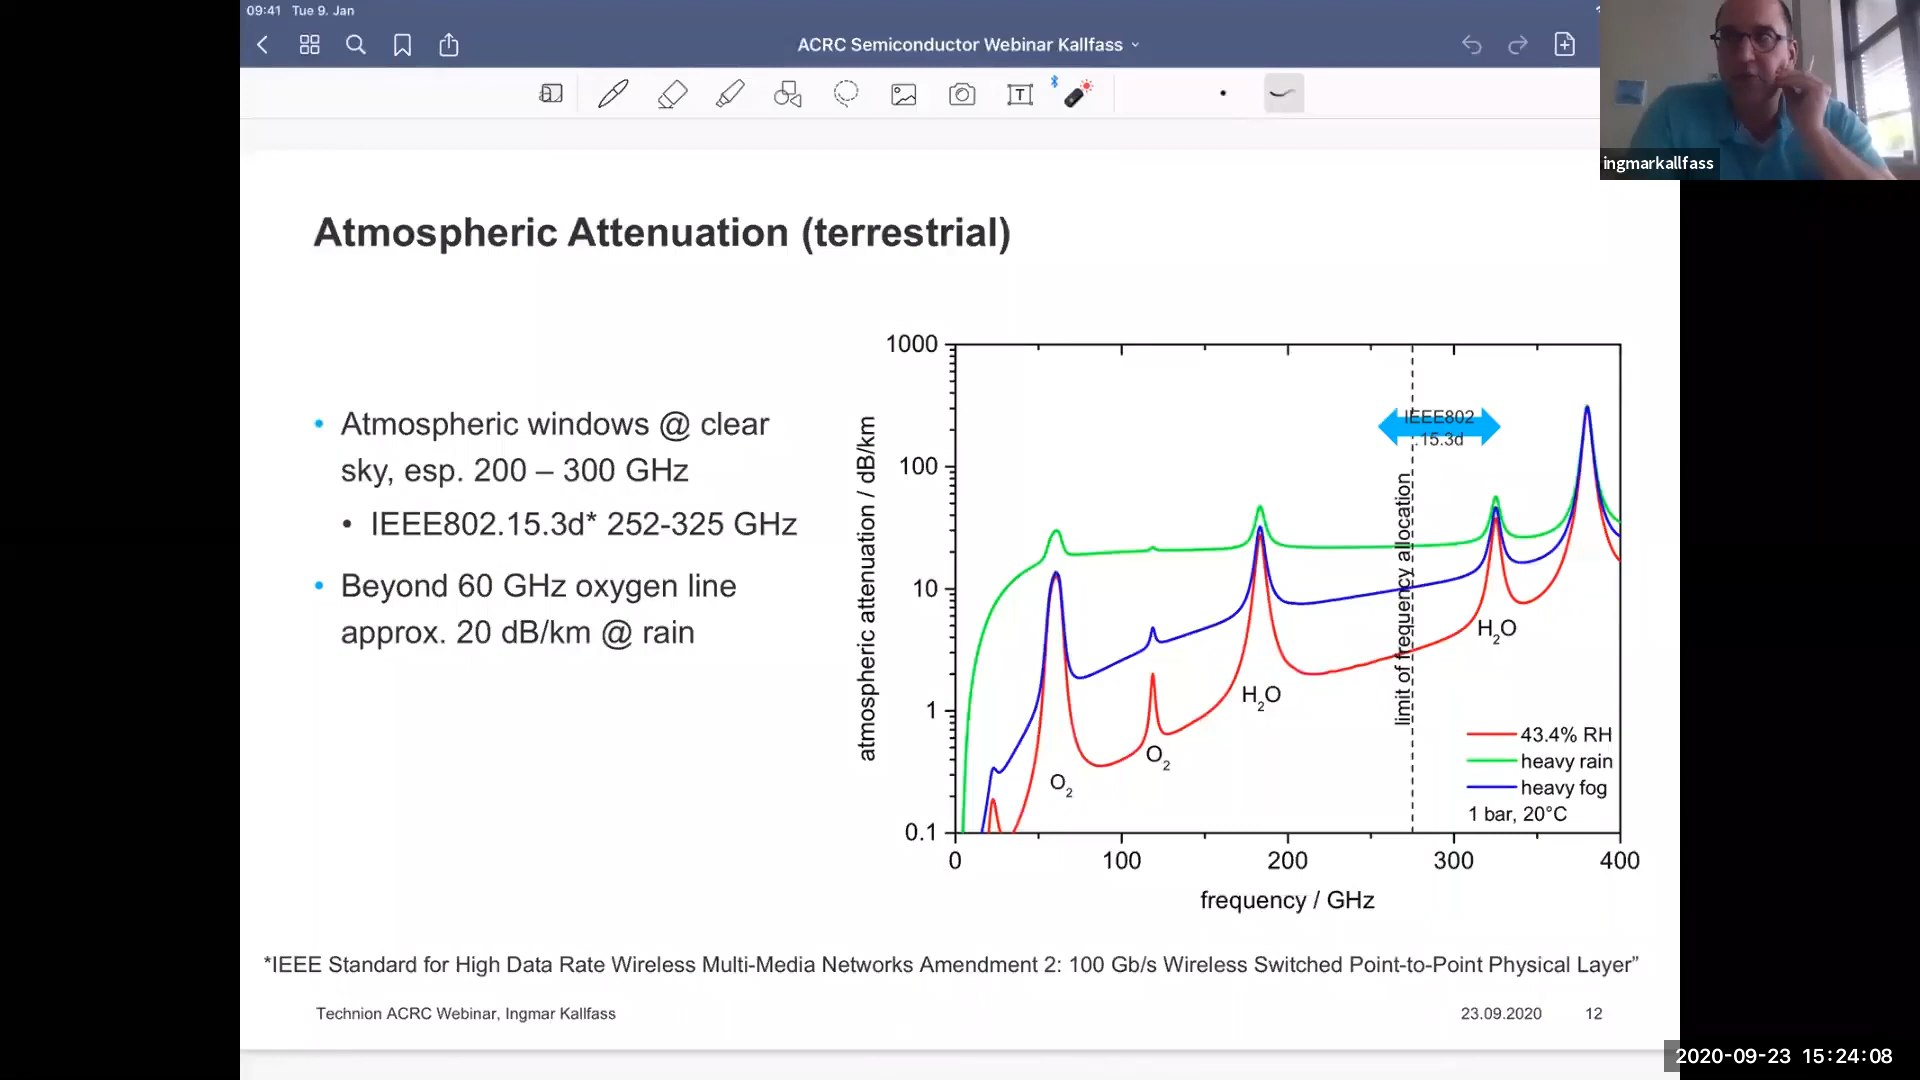 09:41 Tue 9. Jan
ACRC Semiconductor Webinar Kallfass
T
ingmarkallfass
Atmospheric Attenuation (terrestrial)
• Atmospheric windows @ clear
sky, esp. 200 – 300 GHz
• IEEE802.15.3d* 252-325 GHz
• Beyond 60 GHz oxygen line
approx. 20 dB/km @ rain
atmospheric attenuation / dB/km
1000
100
10
1
0.1
IEEE802
.15.3d
limit of frequency allocation
O₂
O₂
H₂O
H₂O
43.4% RH
heavy rain
heavy fog
1 bar, 20°C
0 100 200 300 400
frequency / GHz
*IEEE Standard for High Data Rate Wireless Multi-Media Networks Amendment 2: 100 Gb/s Wireless Switched Point-to-Point Physical Layer”
Technion ACRC Webinar, Ingmar Kallfass 23.09.2020 12
2020-09-23 15:24:08